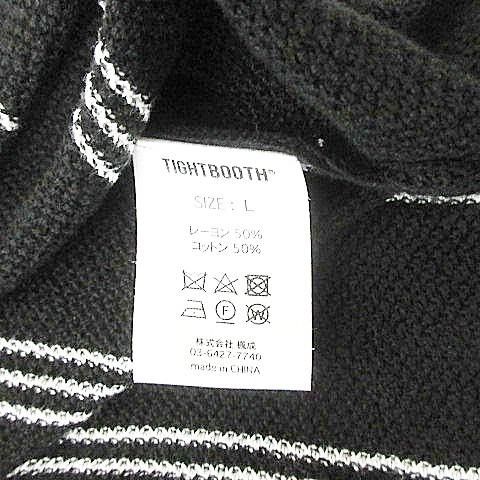 TIGHTBOOTH™
SIZE : L
レーヨン 50%
コットン 50%
F W
株式会社 楓成
03-6427-7740
made in CHINA